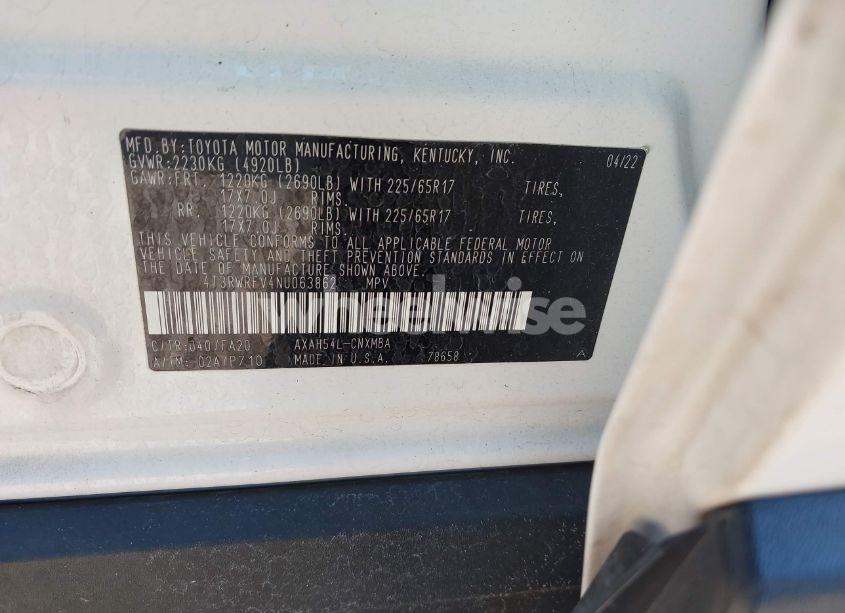 MFD.BY:TOYOTA MOTOR MANUFACTURING, KENTUCKY, INC. 04/22
GVWR:2230KG (4920LB)
GAWR:FRT. 1220KG (2690LB) WITH 225/65R17 TIRES,
17X7.0J RIMS.
RR. 1220KG (2690LB) WITH 225/65R17 TIRES,
17X7.0J RIMS.
THIS VEHICLE CONFORMS TO ALL APPLICABLE FEDERAL MOTOR
VEHICLE SAFETY AND THEFT PREVENTION STANDARDS IN EFFECT ON
THE DATE OF MANUFACTURE SHOWN ABOVE.
4T3RWRFV4NU063862 MPV
wheelwise
C/TR:040/FA20 AXAH54L-CNXMBA
A/TM:-02A/P710 MADE IN U.S.A. 78658 A